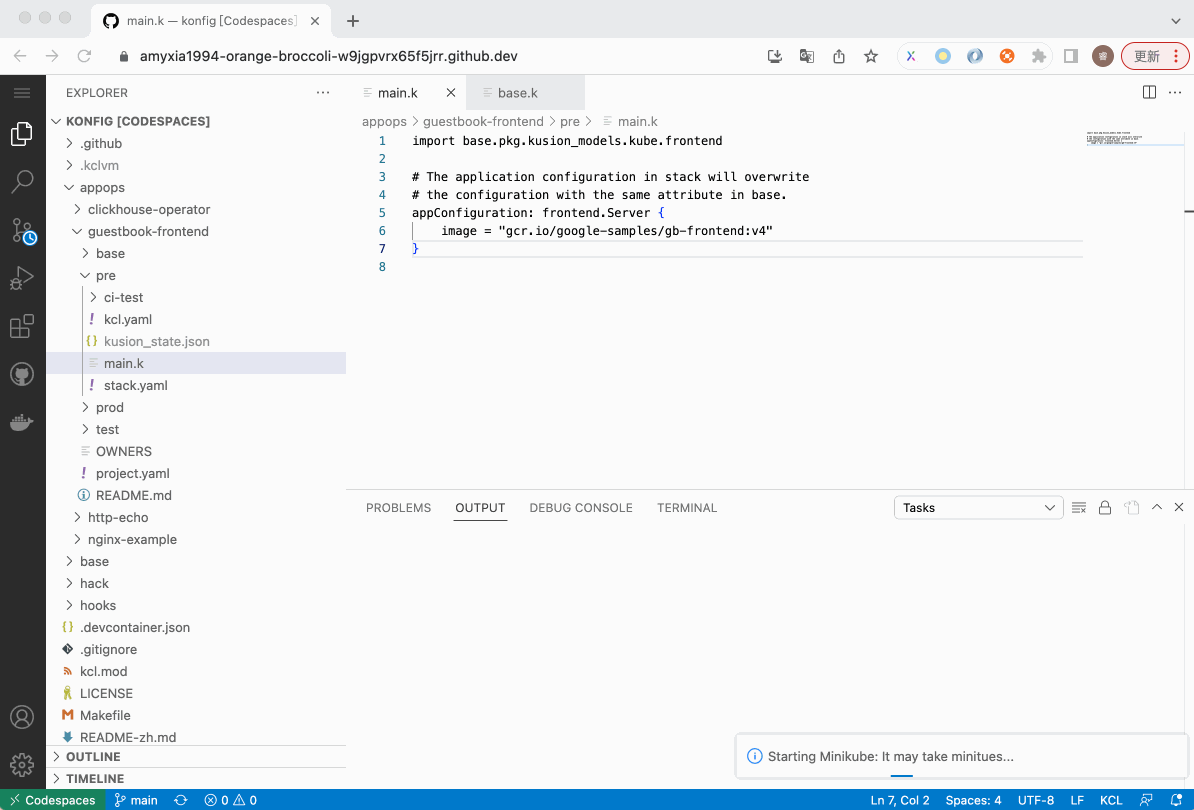 main.k — konfig [Codespaces]
amyxia1994-orange-broccoli-w9jgpvrx65f5jrr.github.dev
更新
EXPLORER
KONFIG [CODESPACES]
.github
.kclvm
appops
clickhouse-operator
guestbook-frontend
base
pre
ci-test
kcl.yaml
kusion_state.json
main.k
stack.yaml
prod
test
OWNERS
project.yaml
README.md
http-echo
nginx-example
base
hack
hooks
.devcontainer.json
.gitignore
kcl.mod
LICENSE
Makefile
README-zh.md
OUTLINE
TIMELINE
main.k
base.k
appops > guestbook-frontend > pre > main.k
1 import base.pkg.kusion_models.kube.frontend
2
3 # The application configuration in stack will overwrite
4 # the configuration with the same attribute in base.
5 appConfiguration: frontend.Server {
6 image = "gcr.io/google-samples/gb-frontend:v4"
7 }
8
PROBLEMS OUTPUT DEBUG CONSOLE TERMINAL
Tasks
Starting Minikube: It may take minitues...
Codespaces main 0 0 Ln 7, Col 2 Spaces: 4 UTF-8 LF KCL